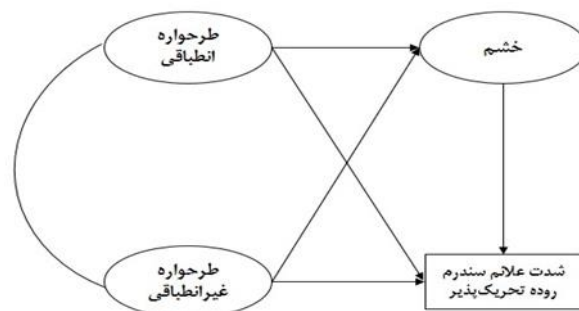 طرحواره
انطباقی
خشم
طرحواره
غیرانطباقی
شدت علائم سندرم
روده تحریک‌پذیر